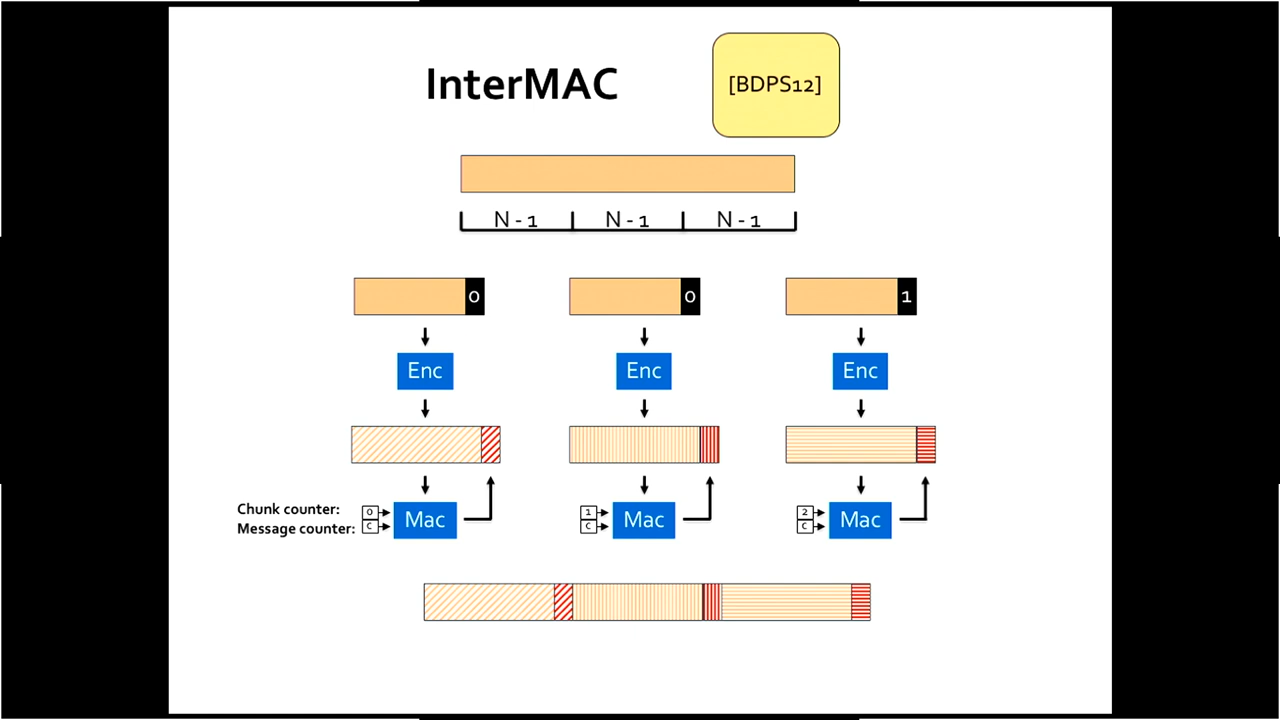 InterMAC
[BDPS12]
N - 1 N - 1 N - 1
0 0 1
Enc Enc Enc
Chunk counter: 0 Mac 1 Mac 2 Mac
Message counter: c c c